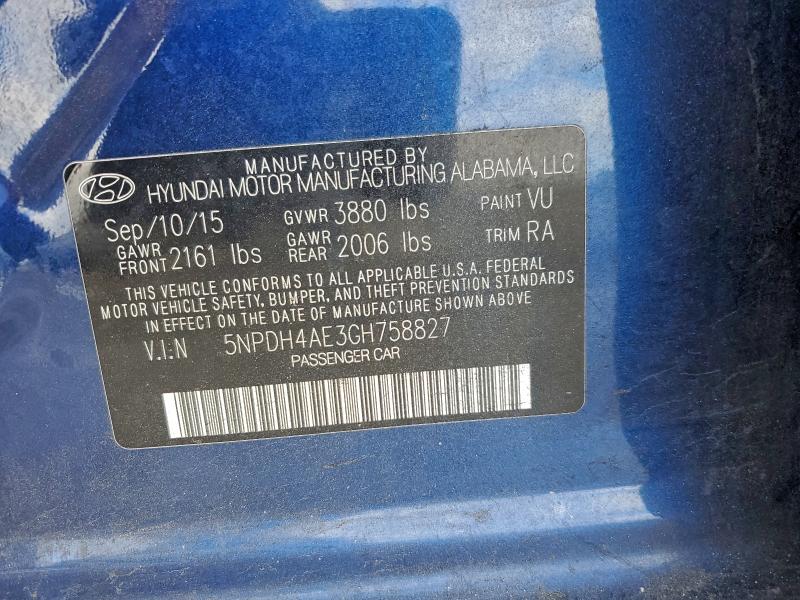 MANUFACTURED BY
HYUNDAI MOTOR MANUFACTURING ALABAMA, LLC
Sep/10/15 GVWR 3880 lbs PAINT VU
GAWR FRONT 2161 lbs GAWR REAR 2006 lbs TRIM RA
THIS VEHICLE CONFORMS TO ALL APPLICABLE U.S.A. FEDERAL
MOTOR VEHICLE SAFETY, BUMPER, AND THEFT PREVENTION STANDARDS
IN EFFECT ON THE DATE OF MANUFACTURE SHOWN ABOVE
V.I.N 5NPDH4AE3GH758827
PASSENGER CAR